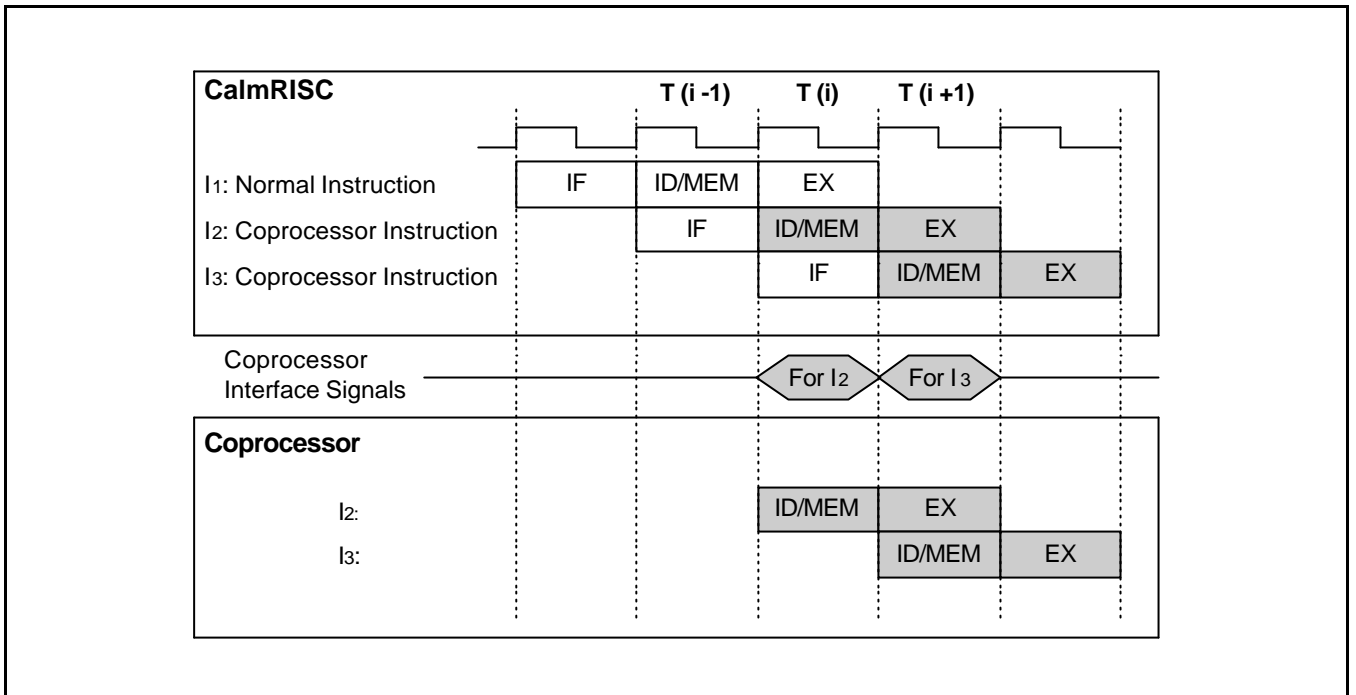 CalmRISC
T (i -1) T (i) T (i +1)
I1: Normal Instruction IF ID/MEM EX
I2: Coprocessor Instruction IF ID/MEM EX
I3: Coprocessor Instruction IF ID/MEM EX
Coprocessor
Interface Signals
For I2 For I3
Coprocessor
I2: ID/MEM EX
I3: ID/MEM EX